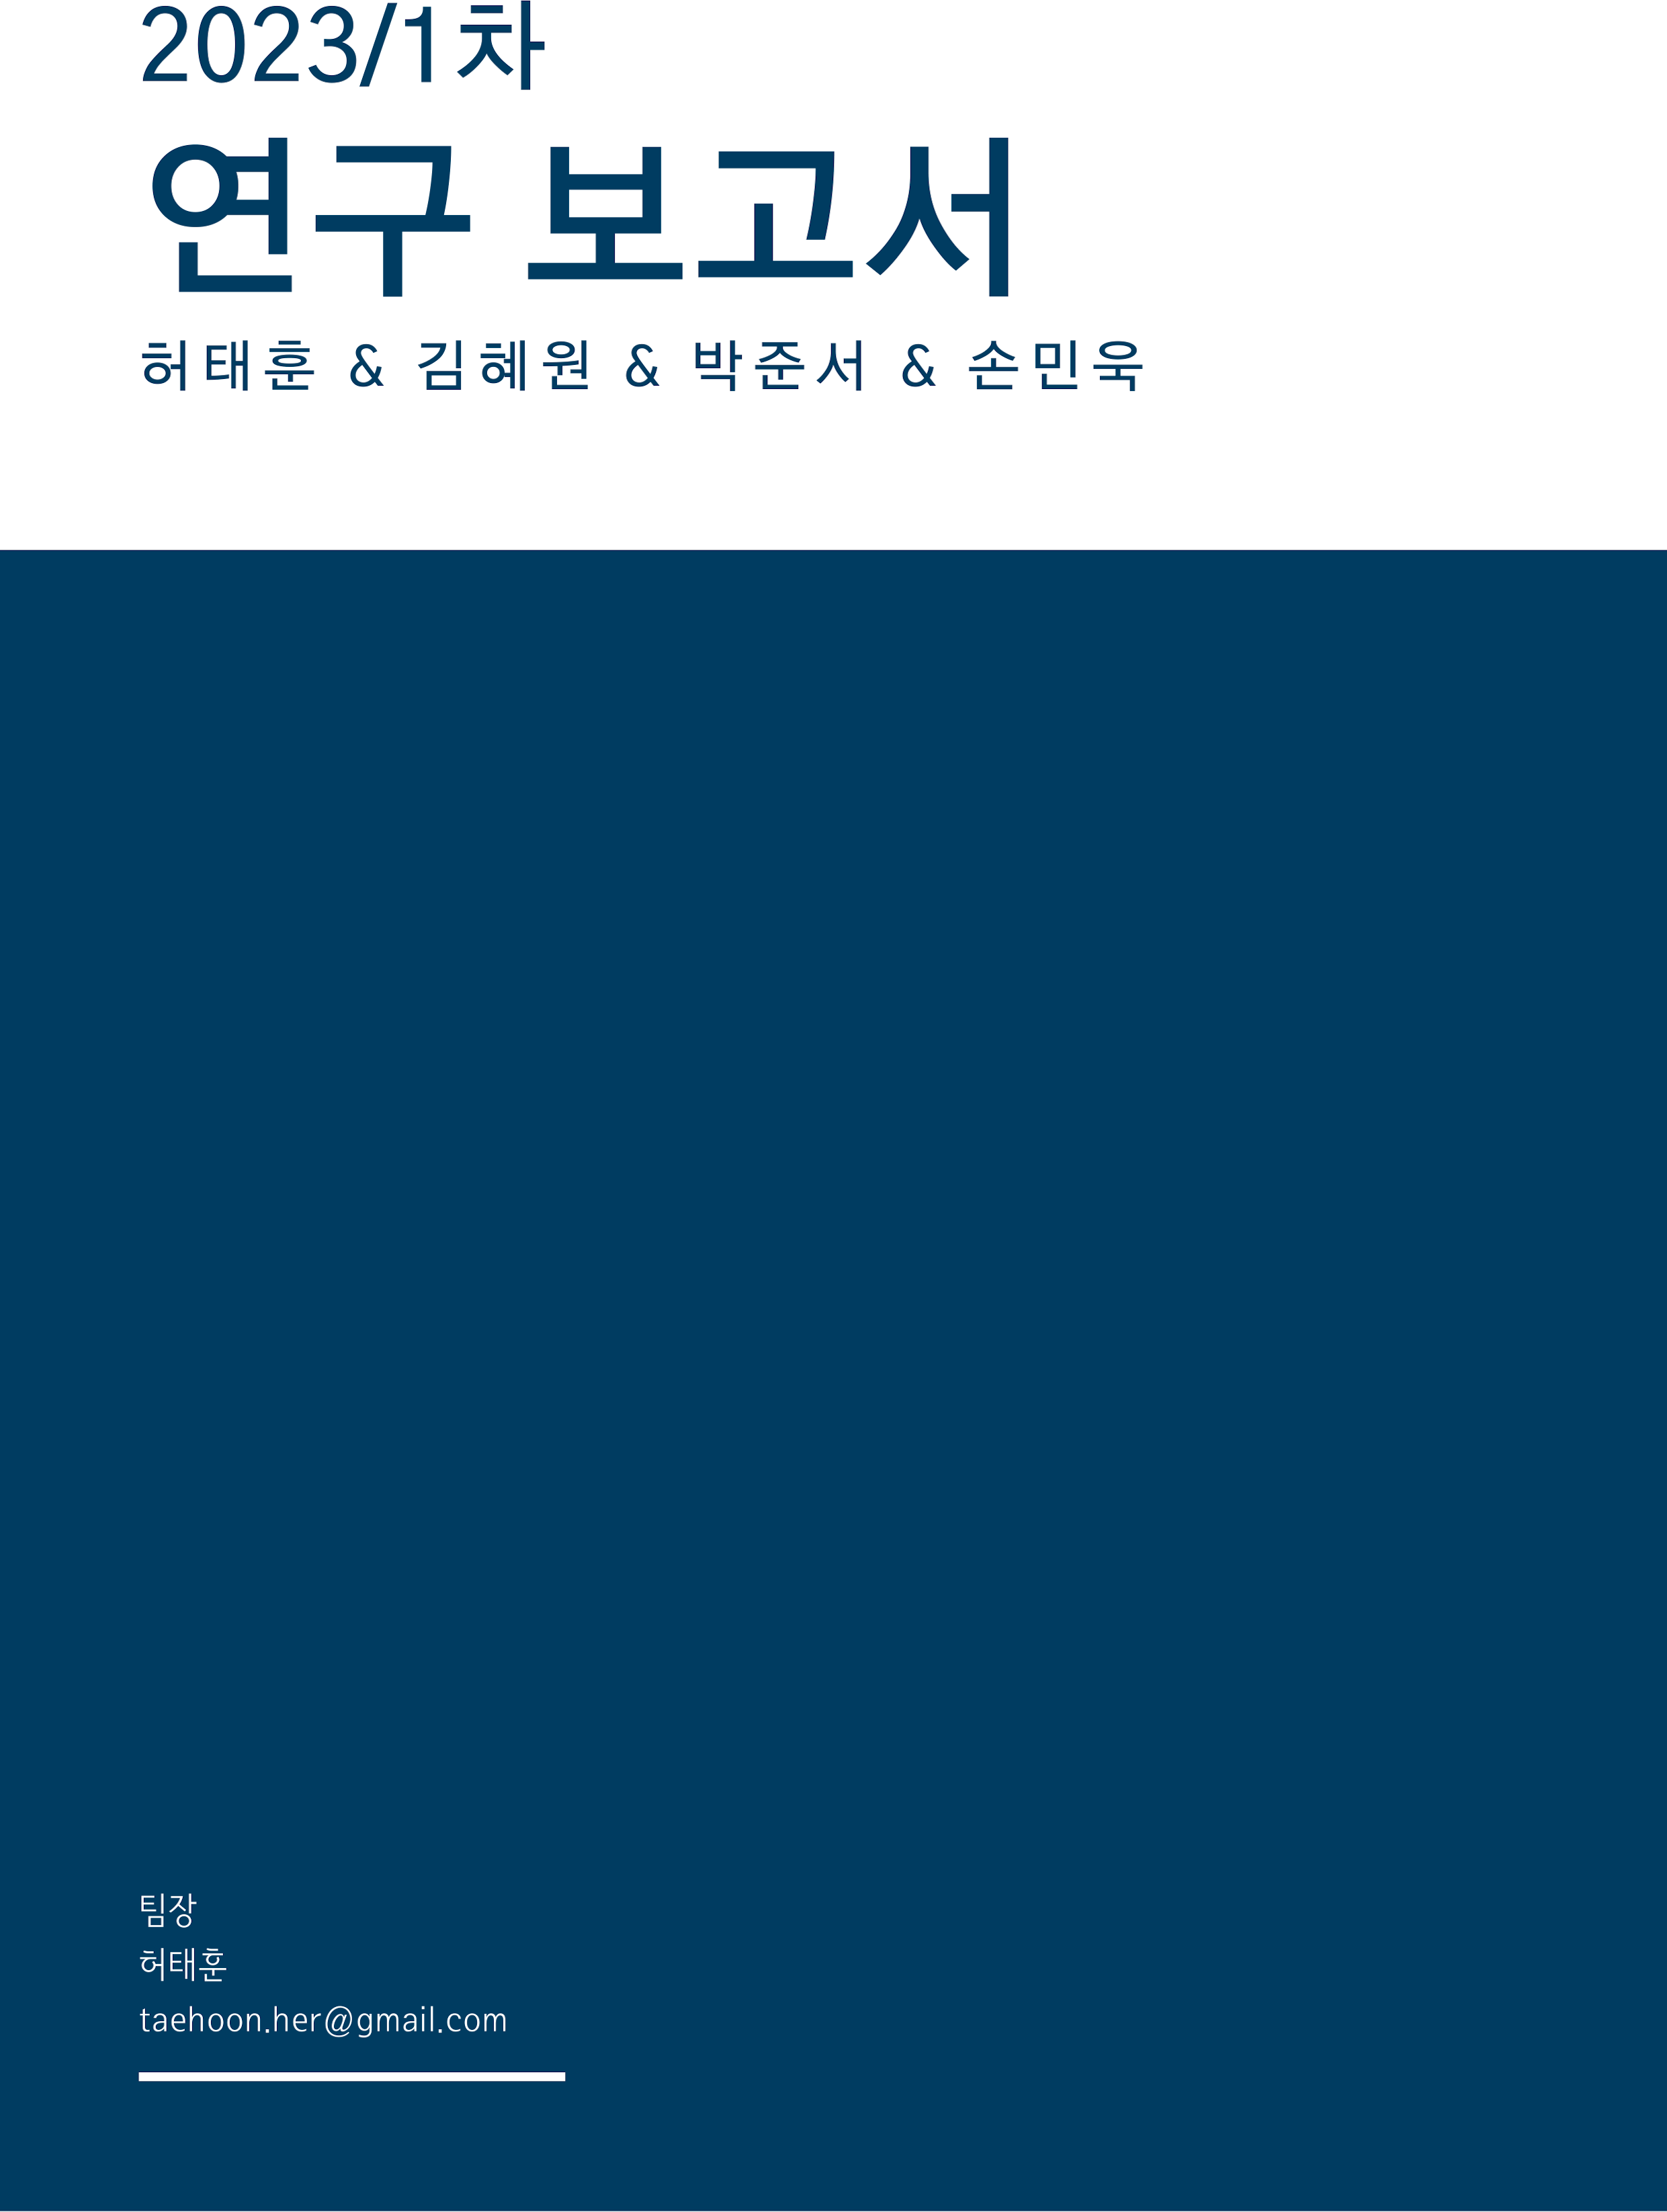 2023/1차
연구 보고서
허태훈 & 김혜원 & 박준서 & 손민욱
팀장
허태훈
taehoon.her@gmail.com